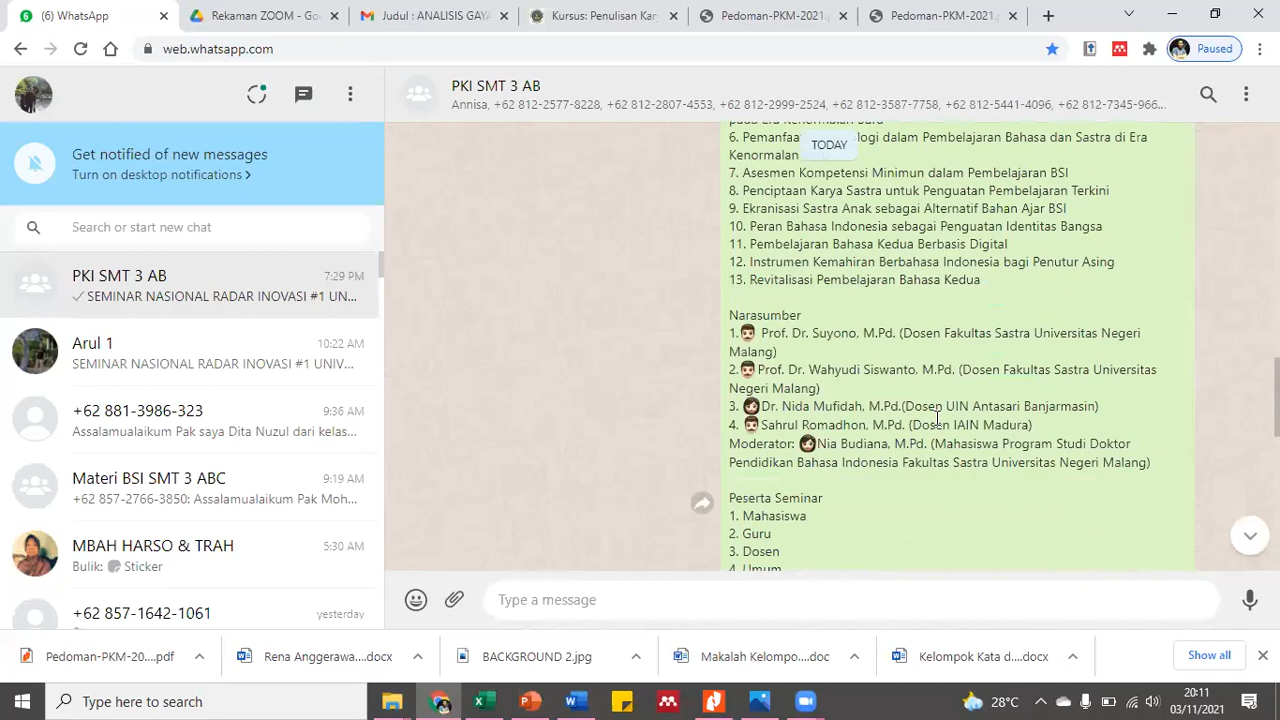 (6) WhatsApp
Rekaman ZOOM - Go
Judul : ANALISIS GAYA
Kursus: Penulisan Kar
Pedoman-PKM-2021.p
Pedoman-PKM-2021.p
web.whatsapp.com
Paused
PKI SMT 3 AB
Annisa, +62 812-2577-8228, +62 812-2807-4553, +62 812-2999-2524, +62 812-3587-7758, +62 812-5441-4096, +62 812-7345-966...
Get notified of new messages
Turn on desktop notifications >
Search or start new chat
PKI SMT 3 AB
7:29 PM
SEMINAR NASIONAL RADAR INOVASI #1 UN...
Arul 1
10:22 AM
SEMINAR NASIONAL RADAR INOVASI #1 UNIV...
+62 881-3986-323
9:36 AM
Assalamualaikum Pak saya Dita Nuzul dari kelas...
Materi BSI SMT 3 ABC
9:19 AM
+62 857-2766-3850: Assalamualaikum Pak Moh...
MBAH HARSO & TRAH
5:30 AM
Bulik: Sticker
+62 857-1642-1061
yesterday
pada Era Kenormalan Baru
TODAY
6. Pemanfaa logi dalam Pembelajaran Bahasa dan Sastra di Era
Kenormalan
7. Asesmen Kompetensi Minimun dalam Pembelajaran BSI
8. Penciptaan Karya Sastra untuk Penguatan Pembelajaran Terkini
9. Ekranisasi Sastra Anak sebagai Alternatif Bahan Ajar BSI
10. Peran Bahasa Indonesia sebagai Penguatan Identitas Bangsa
11. Pembelajaran Bahasa Kedua Berbasis Digital
12. Instrumen Kemahiran Berbahasa Indonesia bagi Penutur Asing
13. Revitalisasi Pembelajaran Bahasa Kedua
Narasumber
1. Prof. Dr. Suyono, M.Pd. (Dosen Fakultas Sastra Universitas Negeri
Malang)
2. Prof. Dr. Wahyudi Siswanto, M.Pd. (Dosen Fakultas Sastra Universitas
Negeri Malang)
3. Dr. Nida Mufidah, M.Pd.(Dosen UIN Antasari Banjarmasin)
4. Sahrul Romadhon, M.Pd. (Dosen IAIN Madura)
Moderator: Nia Budiana, M.Pd. (Mahasiswa Program Studi Doktor
Pendidikan Bahasa Indonesia Fakultas Sastra Universitas Negeri Malang)
Peserta Seminar
1. Mahasiswa
2. Guru
3. Dosen
4. Umum
Type a message
Pedoman-PKM-20....pdf
Rena Anggerawa....docx
BACKGROUND 2.jpg
Makalah Kelompo....doc
Kelompok Kata d....docx
Show all
Type here to search
28°C
20:11
03/11/2021